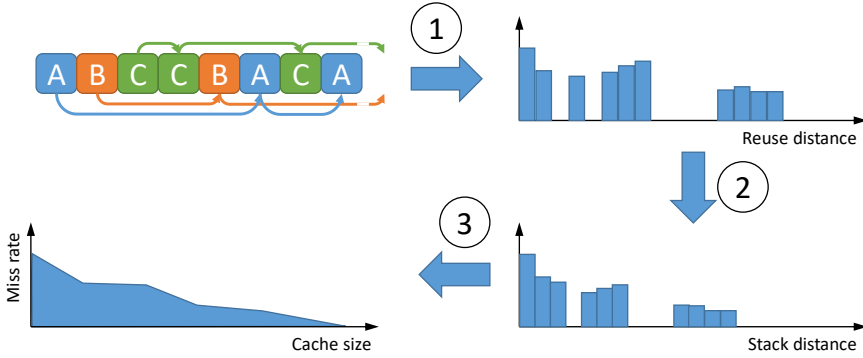 1
A B C C B A C A
Reuse distance
2
3
Miss rate
Cache size
Stack distance